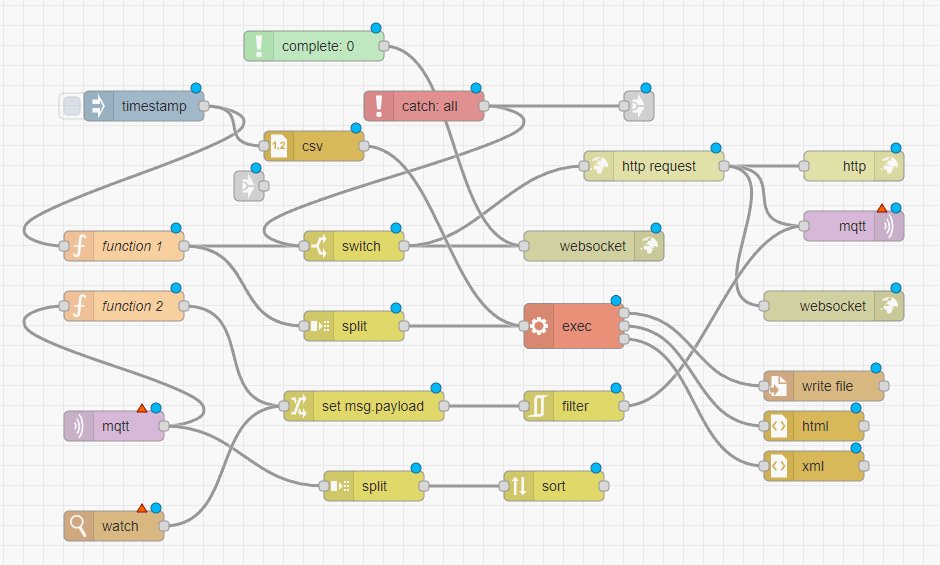 complete: 0
timestamp
catch: all
1,2 csv
http request
http
mqtt
function 1
switch
websocket
function 2
split
exec
websocket
set msg.payload
filter
write file
mqtt
html
split
sort
xml
watch